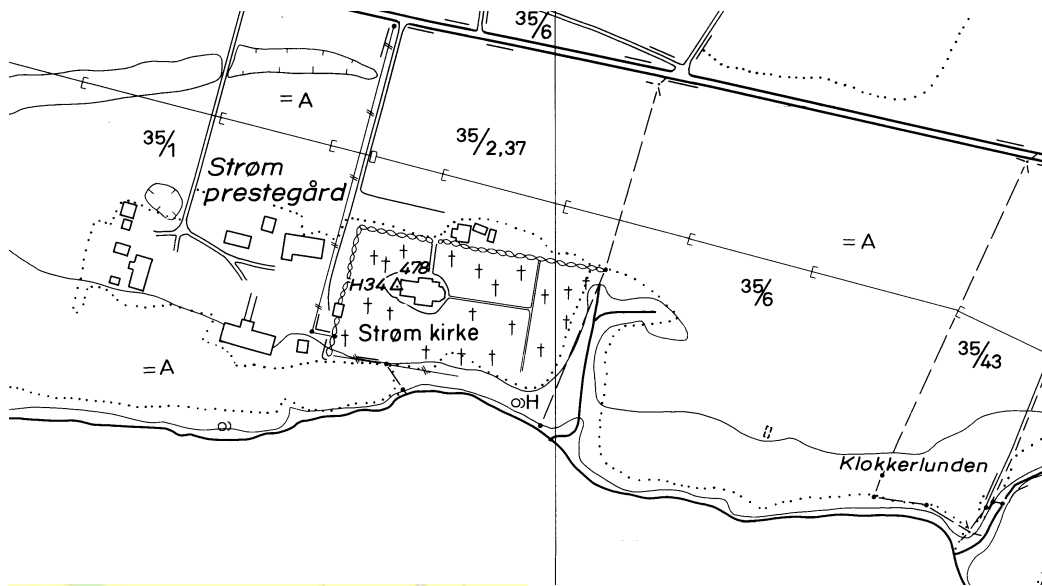 35/6
= A
35/1
35/2,37
Strøm
prestegård
= A
478
H34
35/6
Strøm kirke
35/43
= A
H
Klokkerlunden